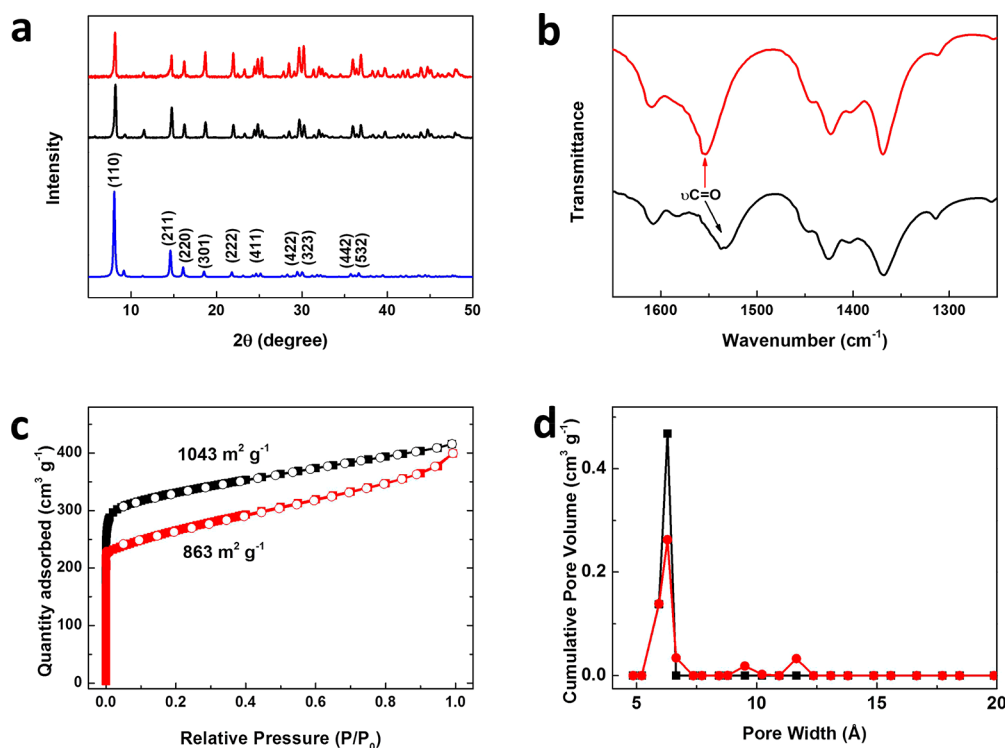 a
Intensity
(110)
(211)
(220)
(301)
(222)
(411)
(422)
(323)
(442)
(532)
10 20 30 40 50
2θ (degree)
b
Transmittance
υC=O
1600 1500 1400 1300
Wavenumber (cm-1)
c
Quantity adsorbed (cm3 g-1)
400
300
200
100
0
1043 m2 g-1
863 m2 g-1
0.0 0.2 0.4 0.6 0.8 1.0
Relative Pressure (P/P0)
d
Cumulative Pore Volume (cm3 g-1)
0.4
0.2
0.0
5 10 15 20
Pore Width (Å)